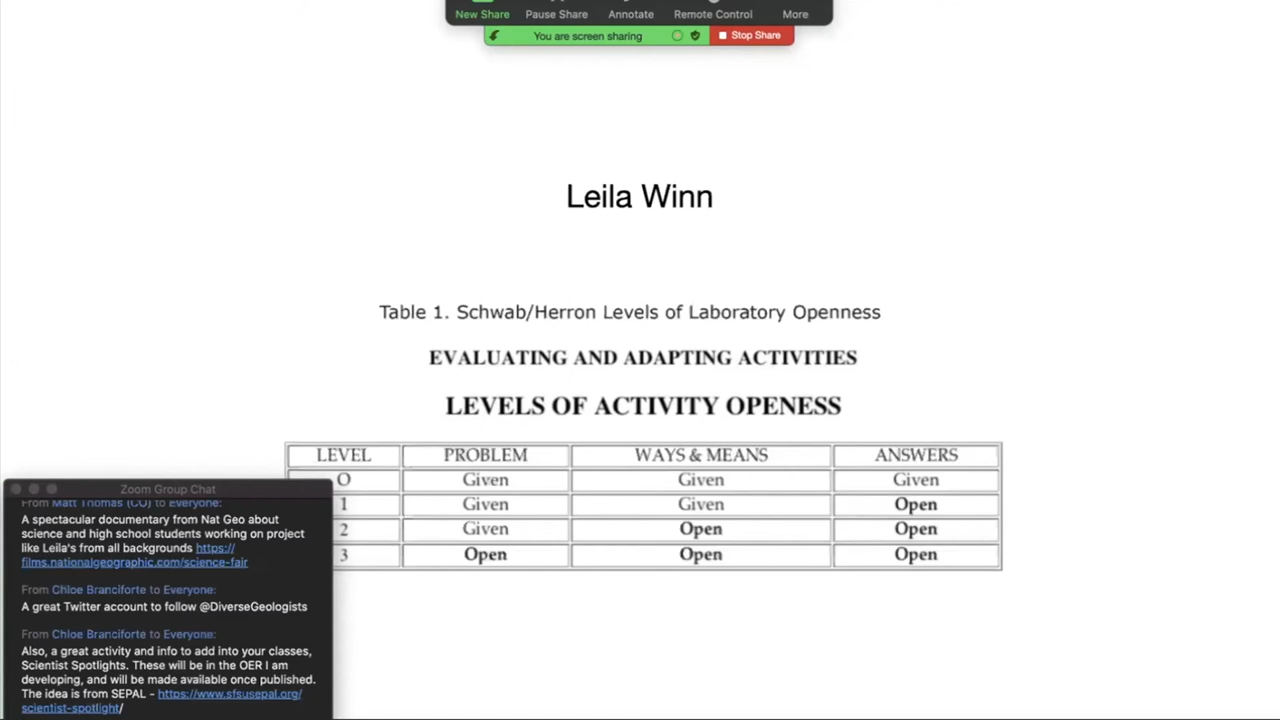 New Share Pause Share Annotate Remote Control More
You are screen sharing Stop Share
Leila Winn
Table 1. Schwab/Herron Levels of Laboratory Openness
EVALUATING AND ADAPTING ACTIVITIES
LEVELS OF ACTIVITY OPENESS
LEVEL PROBLEM WAYS & MEANS ANSWERS
O Given Given Given
1 Given Given Open
2 Given Open Open
3 Open Open Open
Zoom Group Chat
From Matt Thomas (CO) to Everyone:
A spectacular documentary from Nat Geo about
science and high school students working on project
like Leila's from all backgrounds https://
films.nationalgeographic.com/science-fair
From Chloe Branciforte to Everyone:
A great Twitter account to follow @DiverseGeologists
From Chloe Branciforte to Everyone:
Also, a great activity and info to add into your classes,
Scientist Spotlights. These will be in the OER I am
developing, and will be made available once published.
The idea is from SEPAL - https://www.sfsusepal.org/
scientist-spotlight/